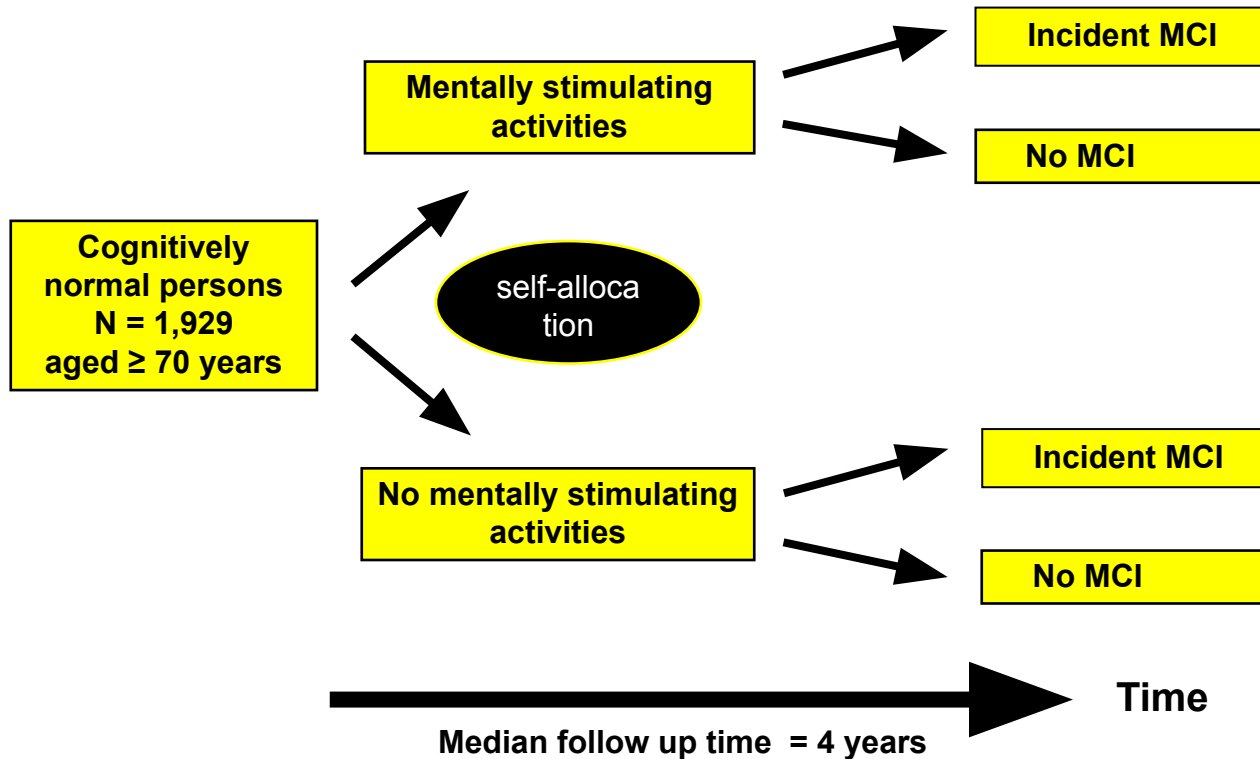 Incident MCI
Mentally stimulating
activities
No MCI
Cognitively
normal persons
N = 1,929
aged ≥ 70 years
self-alloca
tion
Incident MCI
No mentally stimulating
activities
No MCI
Time
Median follow up time  = 4 years